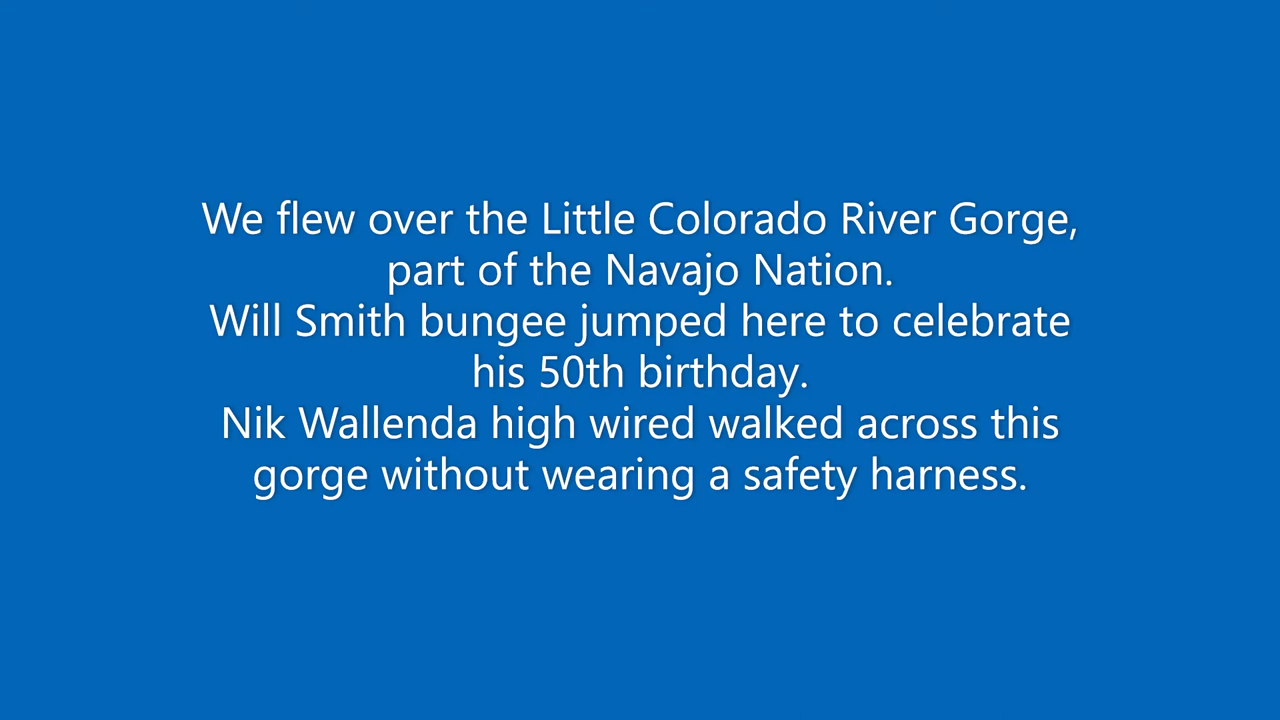 We flew over the Little Colorado River Gorge,
part of the Navajo Nation.
Will Smith bungee jumped here to celebrate
his 50th birthday.
Nik Wallenda high wired walked across this
gorge without wearing a safety harness.